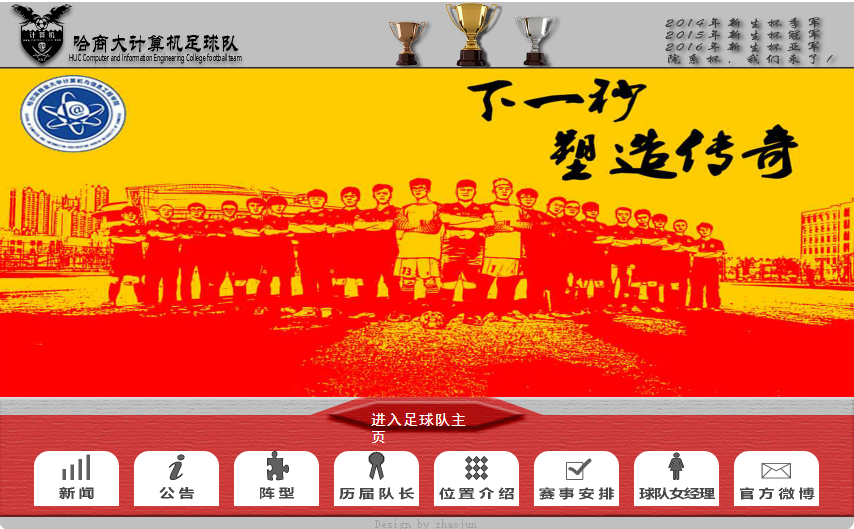 计算机
哈商大计算机足球队
HUC Computer and Information Engineering College football team
2014年新生杯季军
2015年新生杯冠军
2016年新生杯亚军
院系杯，我们来了！
下一秒
塑造传奇
进入足球队主
页
新闻
公告
阵型
历届队长
位置介绍
赛事安排
球队女经理
官方微博
Design by zhaojun